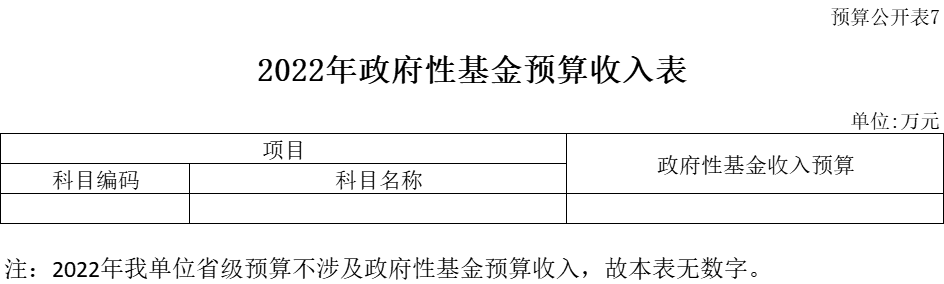 预算公开表7
2022年政府性基金预算收入表
单位:万元
项目
政府性基金收入预算
科目编码 科目名称
注：2022年我单位省级预算不涉及政府性基金预算收入，故本表无数字。